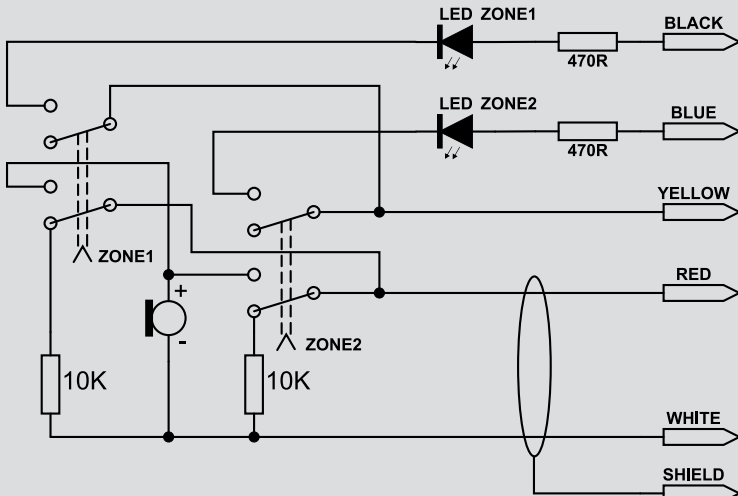 LED ZONE1
BLACK
470R
LED ZONE2
BLUE
470R
YELLOW
ZONE1
RED
+
-
ZONE2
10K
10K
WHITE
SHIELD